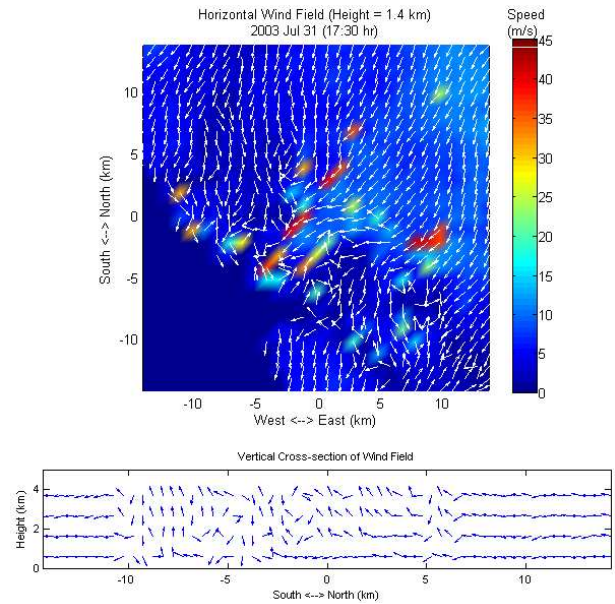 Horizontal Wind Field (Height = 1.4 km)
2003 Jul 31 (17:30 hr)
Speed
(m/s)
45
40
35
30
25
20
15
10
5
0
South <--> North (km)
10
5
0
-5
-10
-10 -5 0 5 10
West <--> East (km)
Vertical Cross-section of Wind Field
Height (km)
4
2
0
-10 -5 0 5 10
South <--> North (km)